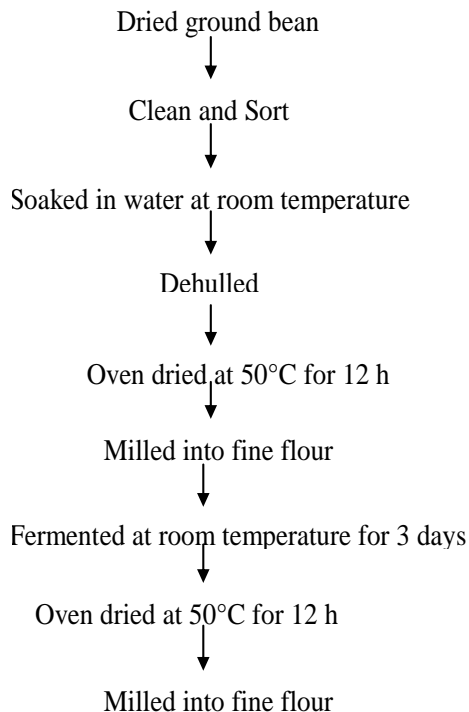 Dried ground bean
Clean and Sort
Soaked in water at room temperature
Dehulled
Oven dried at 50°C for 12 h
Milled into fine flour
Fermented at room temperature for 3 days
Oven dried at 50°C for 12 h
Milled into fine flour